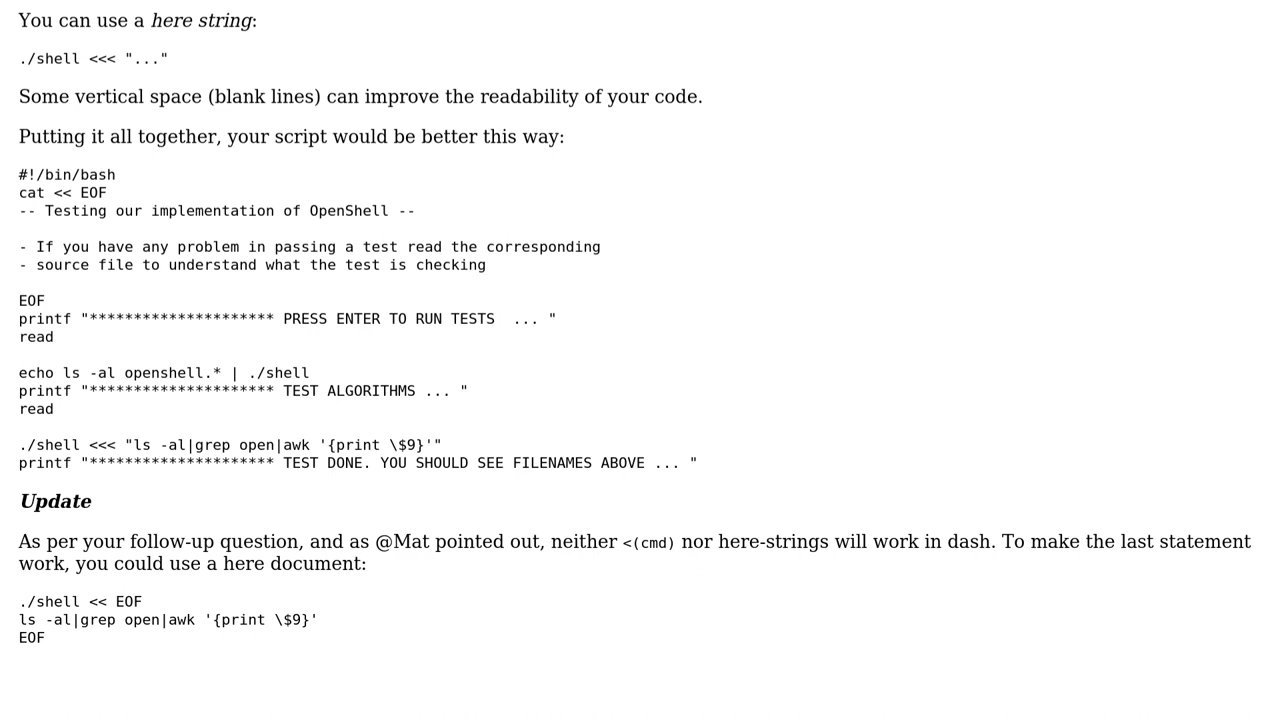 You can use a here string:
./shell <<< "..."
Some vertical space (blank lines) can improve the readability of your code.
Putting it all together, your script would be better this way:
#!/bin/bash
cat << EOF
-- Testing our implementation of OpenShell --
- If you have any problem in passing a test read the corresponding
- source file to understand what the test is checking
EOF
printf "********************* PRESS ENTER TO RUN TESTS  ... "
read
echo ls -al openshell.* | ./shell
printf "********************* TEST ALGORITHMS ... "
read
./shell <<< "ls -al|grep open|awk '{print \$9}'"
printf "********************* TEST DONE. YOU SHOULD SEE FILENAMES ABOVE ... "
Update
As per your follow-up question, and as @Mat pointed out, neither <(cmd) nor here-strings will work in dash. To make the last statement
work, you could use a here document:
./shell << EOF
ls -al|grep open|awk '{print \$9}'
EOF